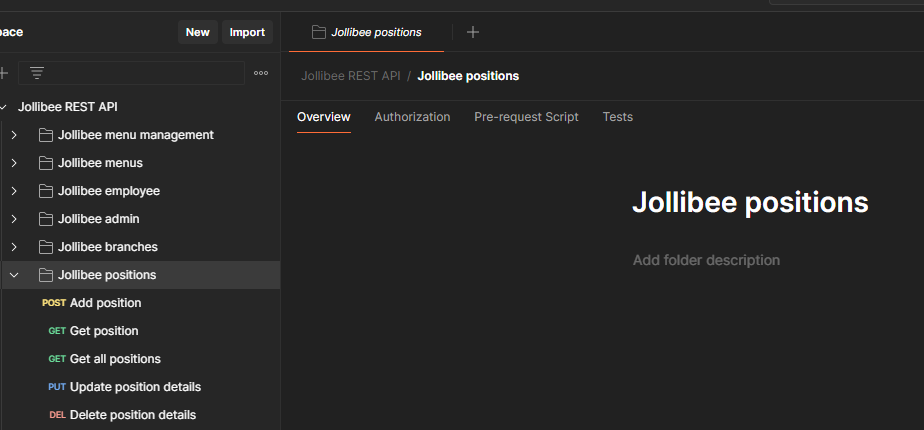 pace
New
Import
Jollibee positions
Jollibee REST API / Jollibee positions
Overview
Authorization
Pre-request Script
Tests
Jollibee REST API
Jollibee menu management
Jollibee menus
Jollibee employee
Jollibee admin
Jollibee branches
Jollibee positions
POST Add position
GET Get position
GET Get all positions
PUT Update position details
DEL Delete position details
Jollibee positions
Add folder description